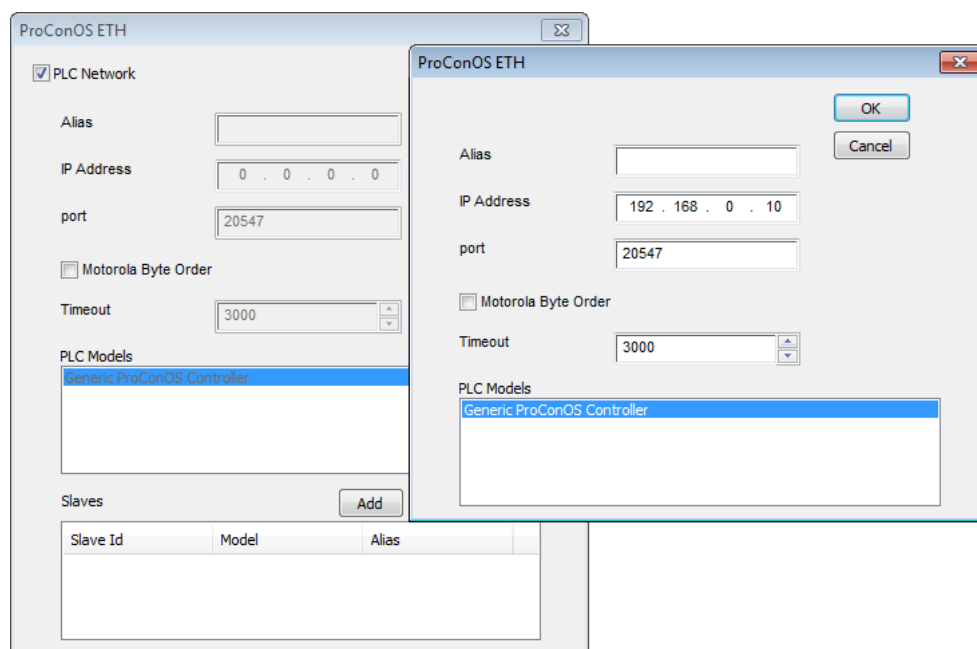 ProConOS ETH
PLC Network
Alias
IP Address
0 . 0 . 0 . 0
port
20547
Motorola Byte Order
Timeout
3000
PLC Models
Generic ProConOS Controller
Slaves
Add
Slave Id Model Alias
ProConOS ETH
OK
Cancel
Alias
IP Address
192 . 168 . 0 . 10
port
20547
Motorola Byte Order
Timeout
3000
PLC Models
Generic ProConOS Controller